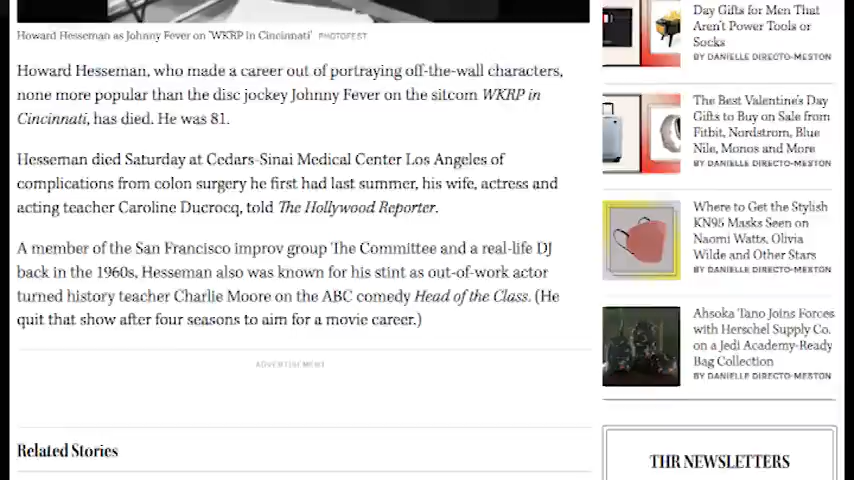 Howard Hesseman as Johnny Fever on 'WKRP in Cincinnati' PHOTOFEST
Howard Hesseman, who made a career out of portraying off-the-wall characters,
none more popular than the disc jockey Johnny Fever on the sitcom WKRP in
Cincinnati, has died. He was 81.
Hesseman died Saturday at Cedars-Sinai Medical Center Los Angeles of
complications from colon surgery he first had last summer, his wife, actress and
acting teacher Caroline Ducrocq, told The Hollywood Reporter.
A member of the San Francisco improv group The Committee and a real-life DJ
back in the 1960s, Hesseman also was known for his stint as out-of-work actor
turned history teacher Charlie Moore on the ABC comedy Head of the Class. (He
quit that show after four seasons to aim for a movie career.)
ADVERTISEMENT
Related Stories
Day Gifts for Men That
Aren't Power Tools or
Socks
BY DANIELLE DIRECTO-MESTON
The Best Valentine's Day
Gifts to Buy on Sale from
Fitbit, Nordstrom, Blue
Nile, Monos and More
BY DANIELLE DIRECTO-MESTON
Where to Get the Stylish
KN95 Masks Seen on
Naomi Watts, Olivia
Wilde and Other Stars
BY DANIELLE DIRECTO-MESTON
Ahsoka Tano Joins Forces
with Herschel Supply Co.
on a Jedi Academy-Ready
Bag Collection
BY DANIELLE DIRECTO-MESTON
THR NEWSLETTERS